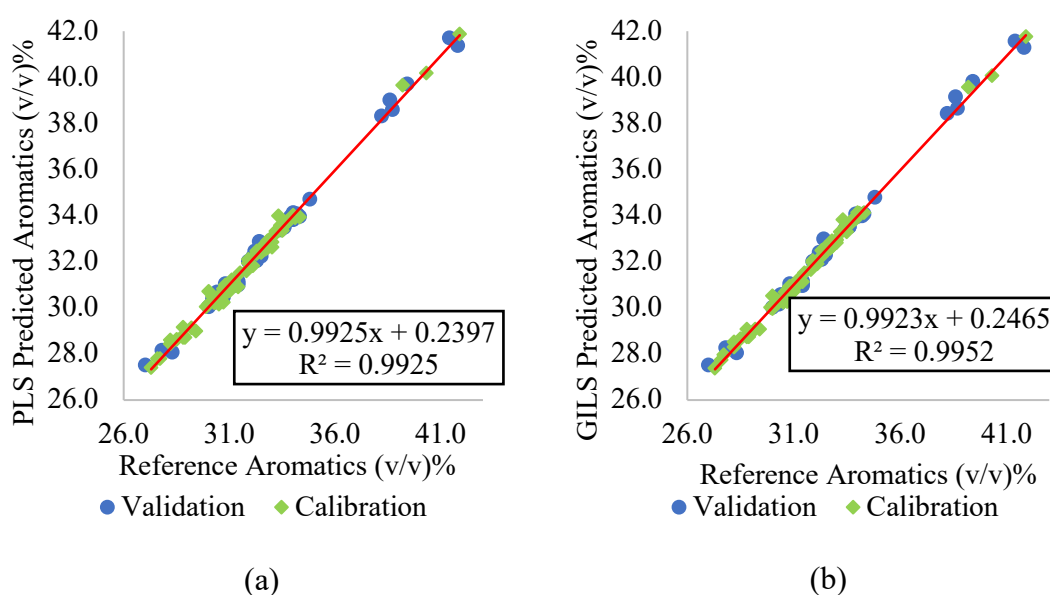 PLS Predicted Aromatics (v/v)%
42.0
40.0
38.0
36.0
34.0
32.0
30.0
28.0
26.0
y = 0.9925x + 0.2397
R² = 0.9925
26.0 31.0 36.0 41.0
Reference Aromatics (v/v)%
Validation Calibration
(a)
GILS Predicted Aromatics (v/v)%
42.0
40.0
38.0
36.0
34.0
32.0
30.0
28.0
26.0
y = 0.9923x + 0.2465
R² = 0.9952
26.0 31.0 36.0 41.0
Reference Aromatics (v/v)%
Validation Calibration
(b)